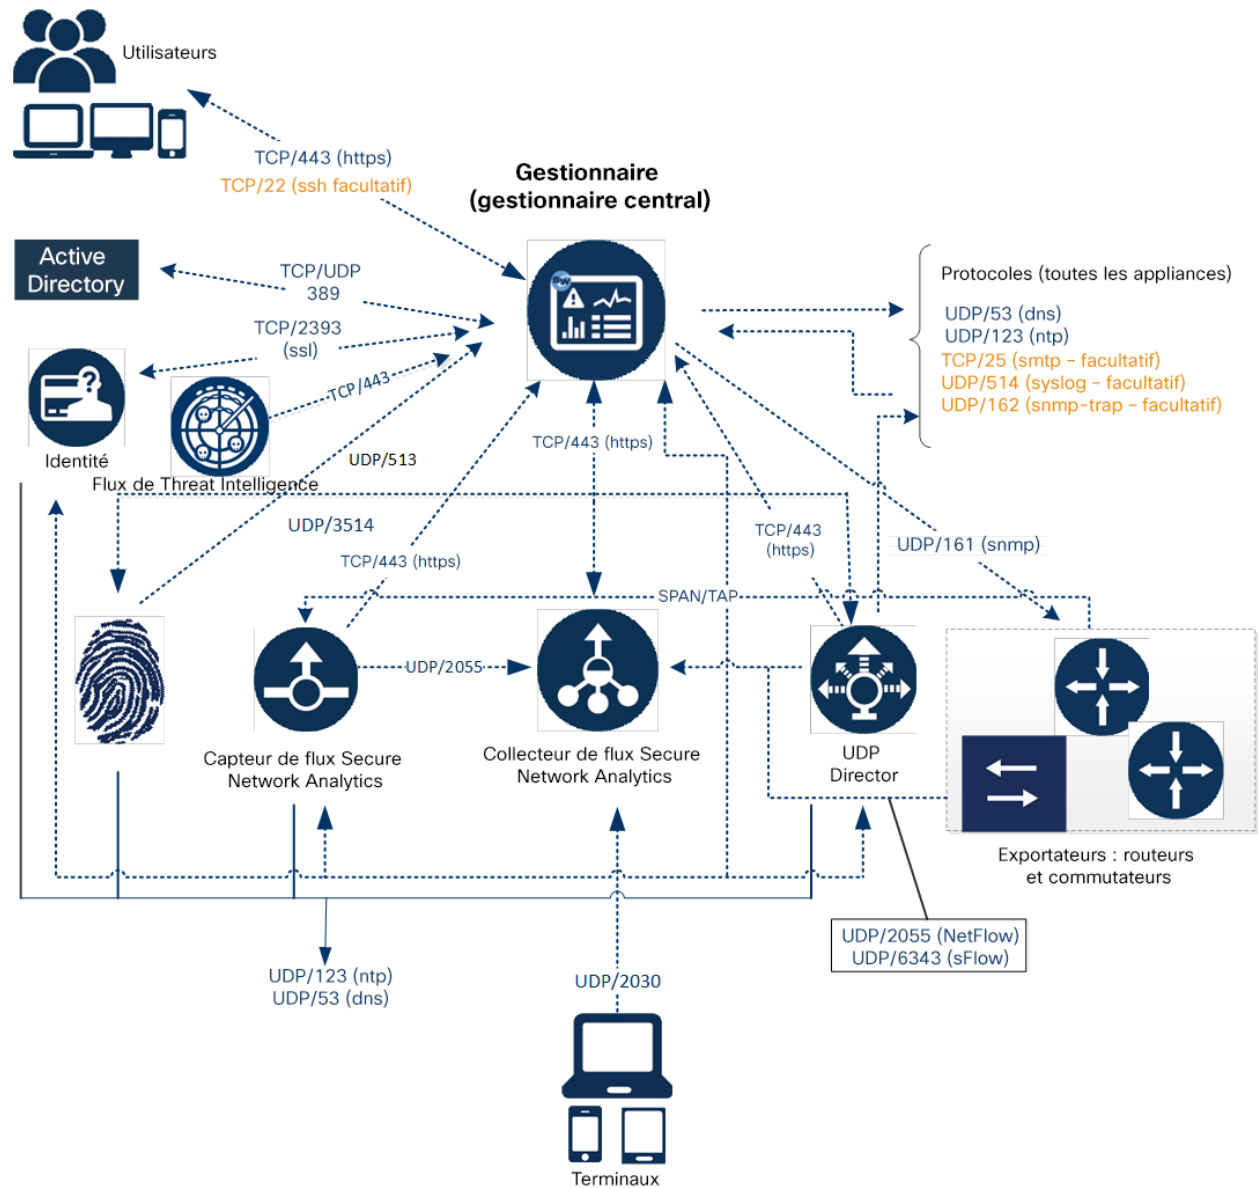 Utilisateurs
TCP/443 (https)
TCP/22 (ssh facultatif)
Gestionnaire
(gestionnaire central)
Active
Directory
TCP/UDP
389
TCP/2393
(ssl)
TCP/443
Identité
Flux de Threat Intelligence
UDP/513
UDP/3514
TCP/443 (https)
TCP/443 (https)
Protocoles (toutes les appliances)
UDP/53 (dns)
UDP/123 (ntp)
TCP/25 (smtp - facultatif)
UDP/514 (syslog - facultatif)
UDP/162 (snmp-trap - facultatif)
TCP/443
(https)
UDP/161 (snmp)
SPAN/TAP
UDP/2055
Capteur de flux Secure
Network Analytics
Collecteur de flux Secure
Network Analytics
UDP
Director
Exportateurs : routeurs
et commutateurs
UDP/2055 (NetFlow)
UDP/6343 (sFlow)
UDP/123 (ntp)
UDP/53 (dns)
UDP/2030
Terminaux